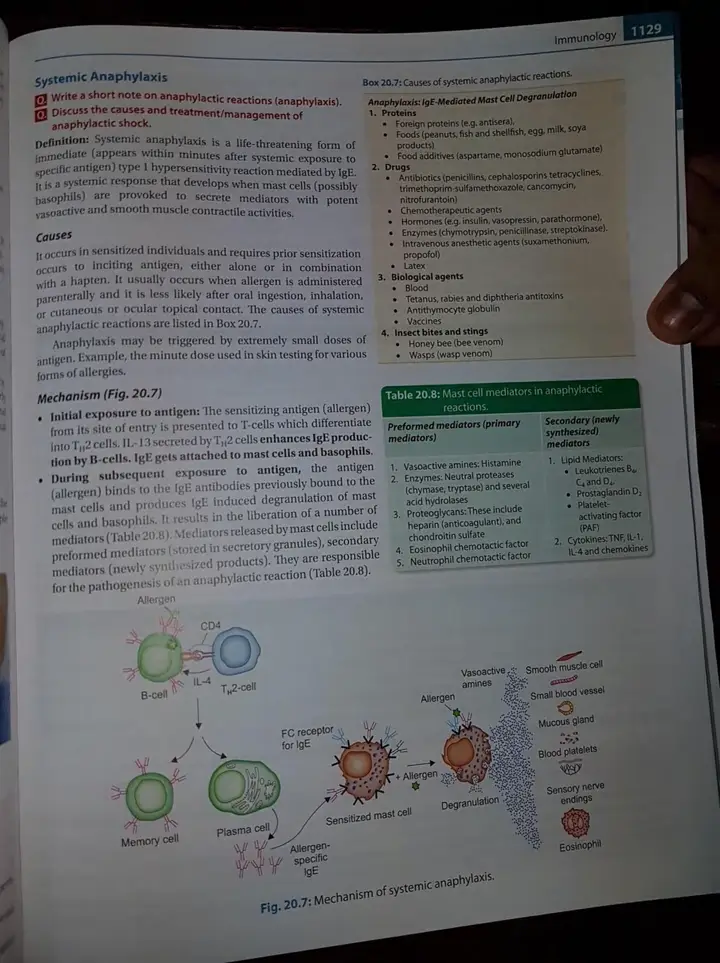 Immunology 1129
Systemic Anaphylaxis
Q. Write a short note on anaphylactic reactions (anaphylaxis).
Q. Discuss the causes and treatment/management of
anaphylactic shock.
Definition: Systemic anaphylaxis is a life-threatening form of
immediate (appears within minutes after systemic exposure to
specific antigen) type 1 hypersensitivity reaction mediated by IgE.
It is a systemic response that develops when mast cells (possibly
basophils) are provoked to secrete mediators with potent
vasoactive and smooth muscle contractile activities.
Causes
It occurs in sensitized individuals and requires prior sensitization
occurs to inciting antigen, either alone or in combination
with a hapten. It usually occurs when allergen is administered
parenterally and it is less likely after oral ingestion, inhalation,
or cutaneous or ocular topical contact. The causes of systemic
anaphylactic reactions are listed in Box 20.7.
Anaphylaxis may be triggered by extremely small doses of
antigen. Example, the minute dose used in skin testing for various
forms of allergies.
Mechanism (Fig. 20.7)
• Initial exposure to antigen: The sensitizing antigen (allergen)
from its site of entry is presented to T-cells which differentiate
into TH2 cells. IL-13 secreted by TH2 cells enhances IgE produc-
tion by B-cells. IgE gets attached to mast cells and basophils.
• During subsequent exposure to antigen, the antigen
(allergen) binds to the IgE antibodies previously bound to the
mast cells and produces IgE induced degranulation of mast
cells and basophils. It results in the liberation of a number of
mediators (Table 20.8). Mediators released by mast cells include
preformed mediators (stored in secretory granules), secondary
mediators (newly synthesized products). They are responsible
for the pathogenesis of an anaphylactic reaction (Table 20.8).
Box 20.7: Causes of systemic anaphylactic reactions.
Anaphylaxis: IgE-Mediated Mast Cell Degranulation
1. Proteins
• Foreign proteins (e.g. antisera),
• Foods (peanuts, fish and shellfish, egg, milk, soya
products)
• Food additives (aspartame, monosodium glutamate)
2. Drugs
• Antibiotics (penicillins, cephalosporins tetracyclines,
trimethoprim-sulfamethoxazole, cancomycin,
nitrofurantoin)
• Chemotherapeutic agents
• Hormones (e.g. insulin, vasopressin, parathormone),
• Enzymes (chymotrypsin, penicillinase, streptokinase).
• Intravenous anesthetic agents (suxamethonium,
propofol)
• Latex
3. Biological agents
• Blood
• Tetanus, rabies and diphtheria antitoxins
• Antithymocyte globulin
• Vaccines
4. Insect bites and stings
• Honey bee (bee venom)
• Wasps (wasp venom)
Table 20.8: Mast cell mediators in anaphylactic
reactions.
Preformed mediators (primary
mediators)
1. Vasoactive amines: Histamine
2. Enzymes: Neutral proteases
(chymase, tryptase) and several
acid hydrolases
3. Proteoglycans: These include
heparin (anticoagulant), and
chondroitin sulfate
4. Eosinophil chemotactic factor
5. Neutrophil chemotactic factor
Secondary (newly
synthesized)
mediators
1. Lipid Mediators:
• Leukotrienes B4,
C4 and D4,
• Prostaglandin D2
• Platelet-
activating factor
(PAF)
2. Cytokines: TNF, IL-1,
IL-4 and chemokines
Allergen
CD4
B-cell
IL-4
TH2-cell
Memory cell
Plasma cell
Allergen-
specific
IgE
FC receptor
for IgE
Sensitized mast cell
+ Allergen
Allergen
Vasoactive
amines
Degranulation
Smooth muscle cell
Small blood vessel
Mucous gland
Blood platelets
Sensory nerve
endings
Eosinophil
Fig. 20.7: Mechanism of systemic anaphylaxis.